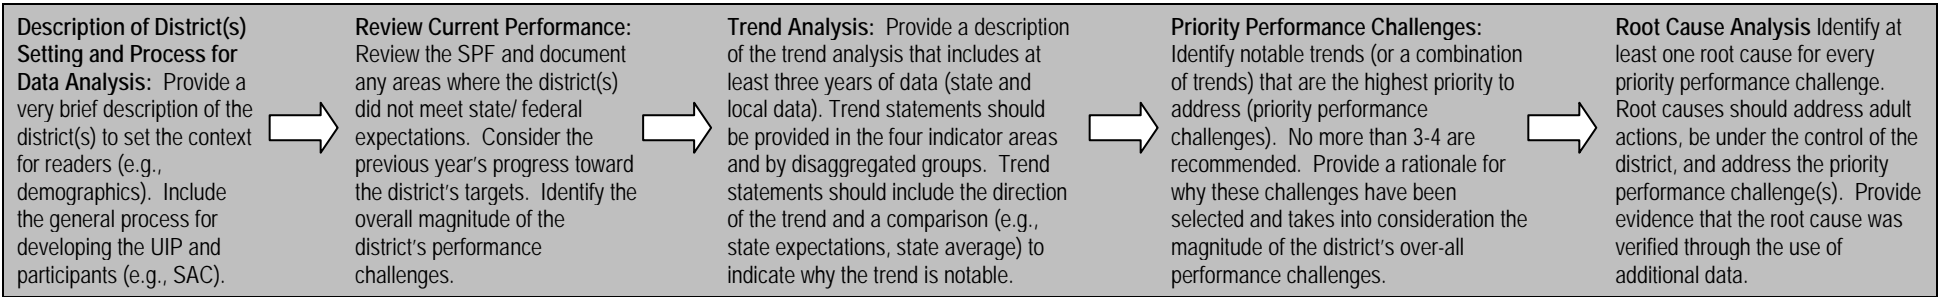 Description of District(s)
Setting and Process for
Data Analysis: Provide a
very brief description of the
district(s) to set the context
for readers (e.g.,
demographics). Include
the general process for
developing the UIP and
participants (e.g., SAC).
Review Current Performance:
Review the SPF and document
any areas where the district(s)
did not meet state/ federal
expectations. Consider the
previous year's progress toward
the district's targets. Identify the
overall magnitude of the
district's performance
challenges.
Trend Analysis: Provide a description
of the trend analysis that includes at
least three years of data (state and
local data). Trend statements should
be provided in the four indicator areas
and by disaggregated groups. Trend
statements should include the direction
of the trend and a comparison (e.g.,
state expectations, state average) to
indicate why the trend is notable.
Priority Performance Challenges:
Identify notable trends (or a combination
of trends) that are the highest priority to
address (priority performance
challenges). No more than 3-4 are
recommended. Provide a rationale for
why these challenges have been
selected and takes into consideration the
magnitude of the district's over-all
performance challenges.
Root Cause Analysis Identify at
least one root cause for every
priority performance challenge.
Root causes should address adult
actions, be under the control of the
district, and address the priority
performance challenge(s). Provide
evidence that the root cause was
verified through the use of
additional data.